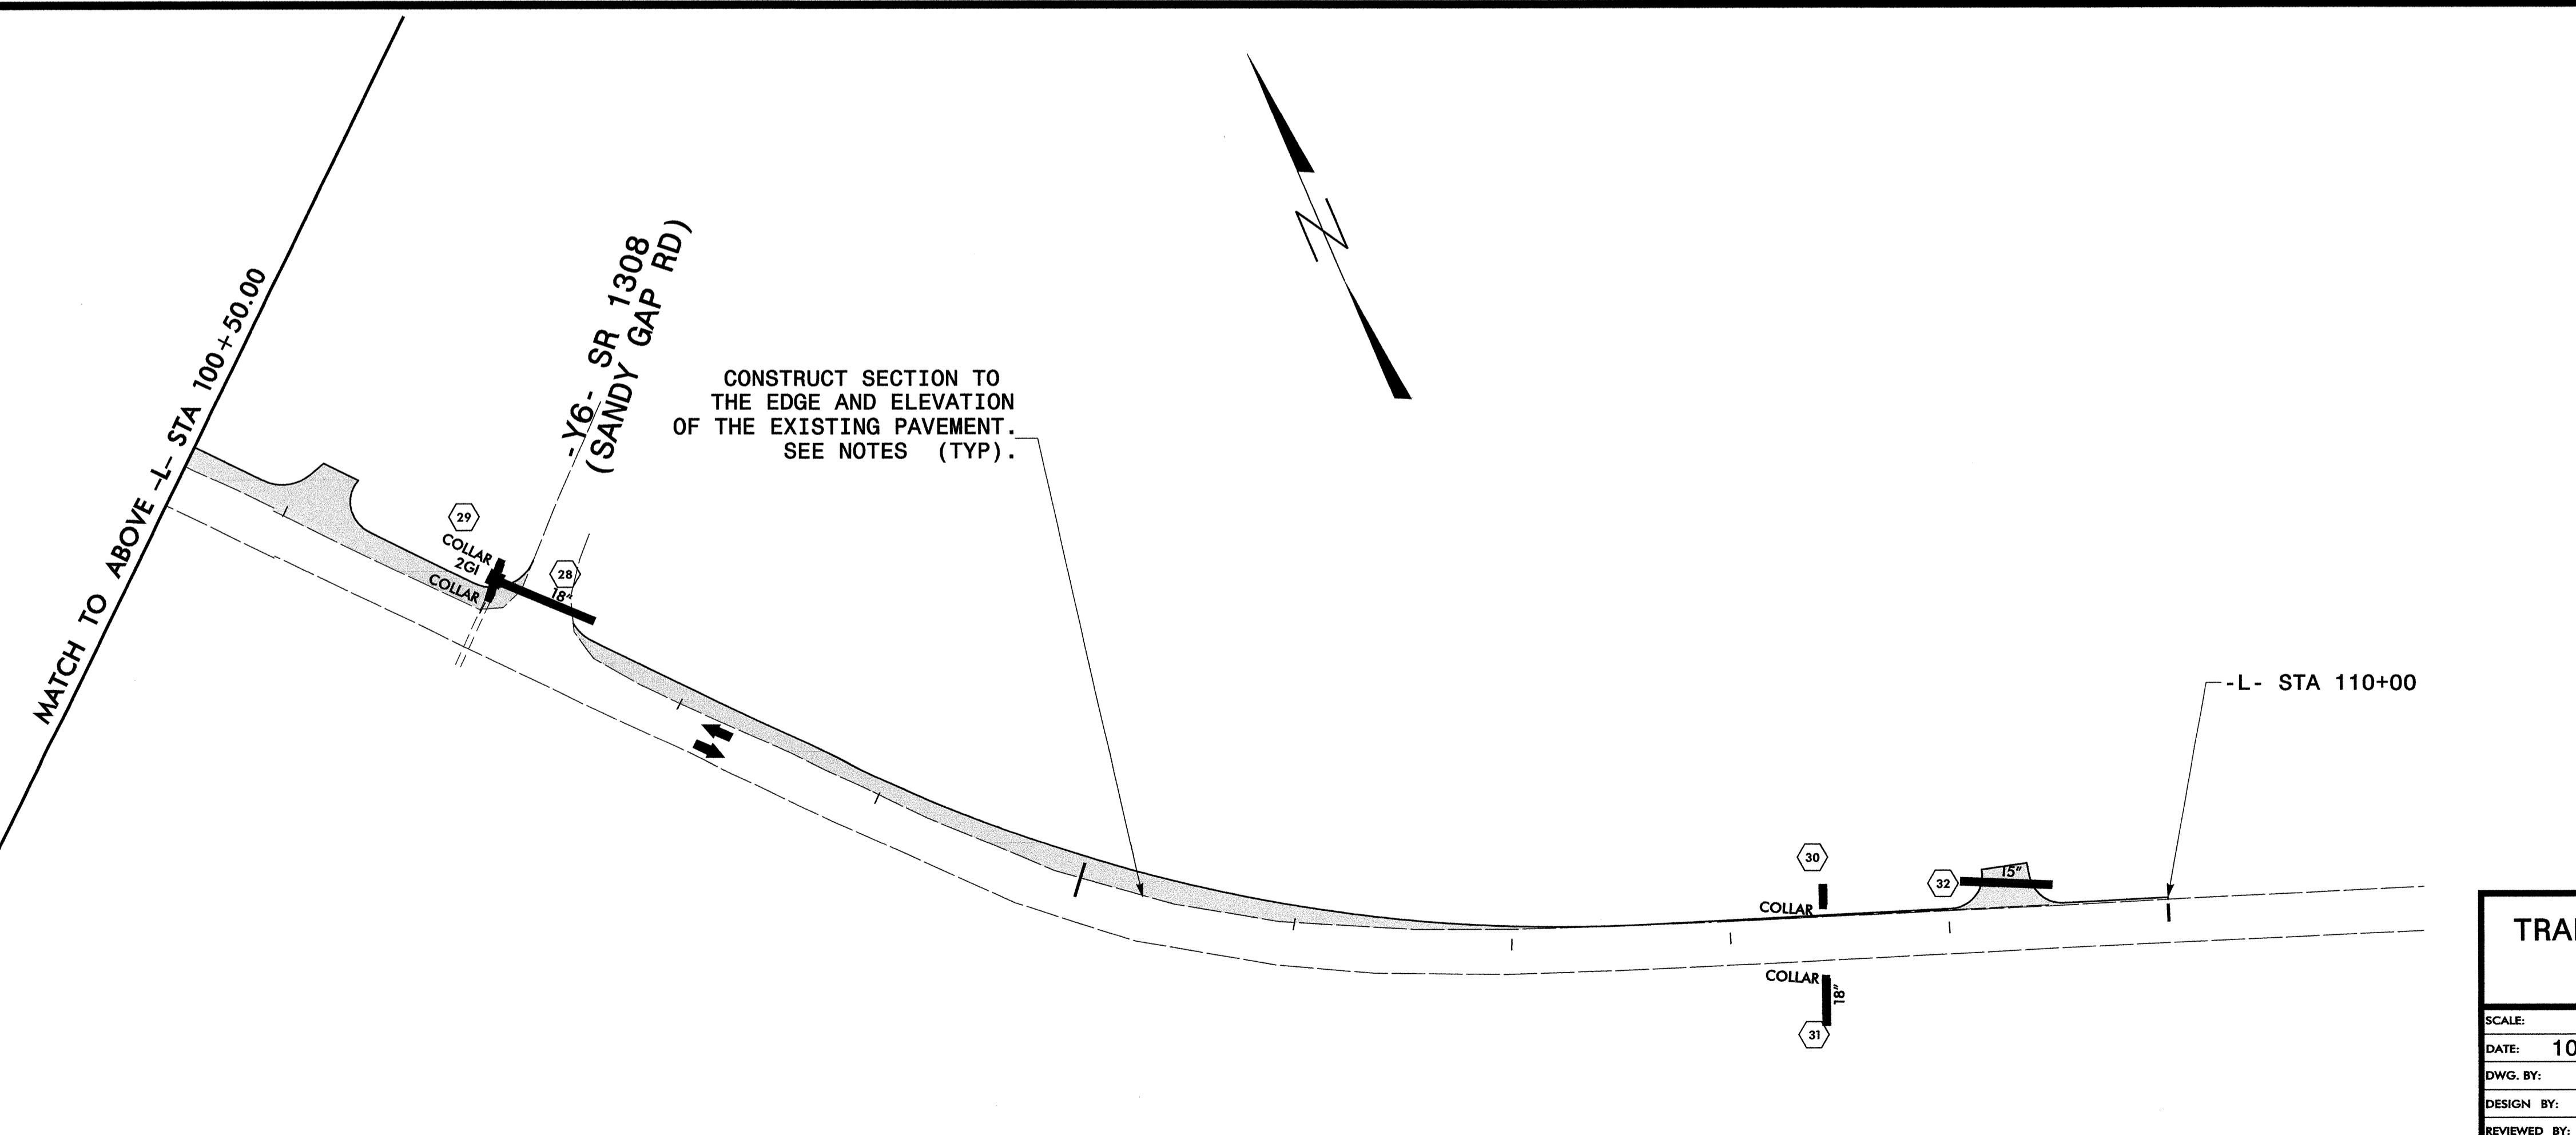 MATCH TO ABOVE -L- STA 100+50.00
-Y6- SR 1308
(SANDY GAP RD)
CONSTRUCT SECTION TO
THE EDGE AND ELEVATION
OF THE EXISTING PAVEMENT.
SEE NOTES (TYP).
N
29
COLLAR
2GI
COLLAR
28
18"
-L- STA 110+00
30
COLLAR
32
15"
COLLAR
18"
31
SCALE:
DATE: 10
DWG. BY:
DESIGN BY:
REVIEWED BY: